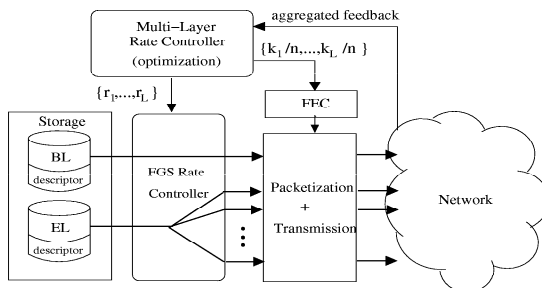 Multi-Layer
Rate Controller
(optimization)
aggregated feedback
{k1/n,...,kL/n }
{r1,...,rL }
FEC
Storage
BL
descriptor
EL
descriptor
FGS Rate
Controller
Packetization
+
Transmission
Network